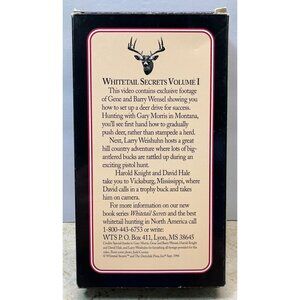 WHITETAIL SECRETS VOLUME I
This video contains exclusive footage
of Gene and Barry Wensel showing you
how to set up a deer drive for success.
Hunting with Gary Morris in Montana,
you'll see first hand how to gradually
push deer, rather than stampede a herd.
Next, Larry Weishuhn hosts a great
hill country adventure where lots of big-
antlered bucks are rattled up during an
exciting pistol hunt.
Harold Knight and David Hale
take you to Vicksburg, Mississippi, where
David calls in a trophy buck and takes
him on camera.
For more information on our new
book series Whitetail Secrets and the best
whitetail hunting in North America call
1-800-443-6753 or write:
WTS P. O. Box 411, Lyon, MS 38645